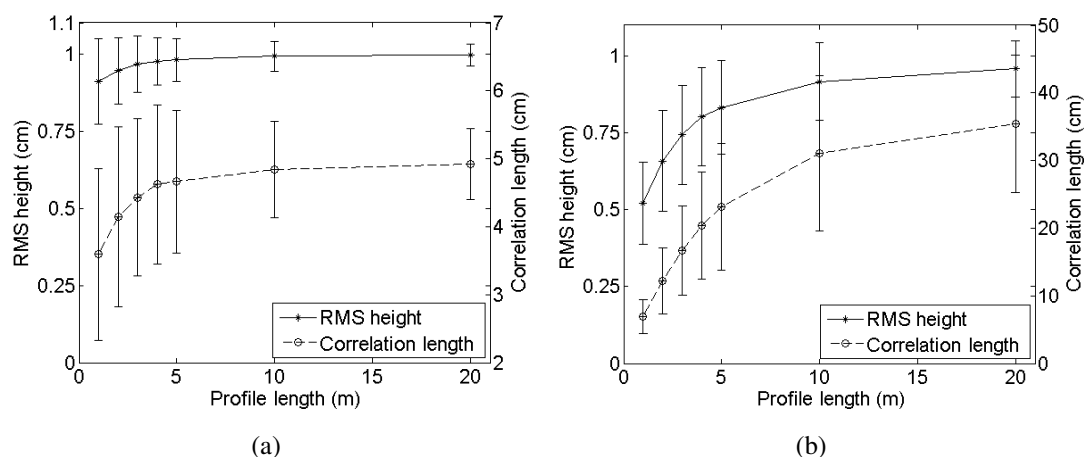 1.1
1
0.75
0.5
0.25
0
RMS height (cm)
7
6
5
4
3
2
Correlation length (cm)
RMS height
Correlation length
0 5 10 15 20
Profile length (m)
(a)
1
0.75
0.5
0.25
0
RMS height (cm)
50
40
30
20
10
0
Correlation length (cm)
RMS height
Correlation length
0 5 10 15 20
Profile length (m)
(b)